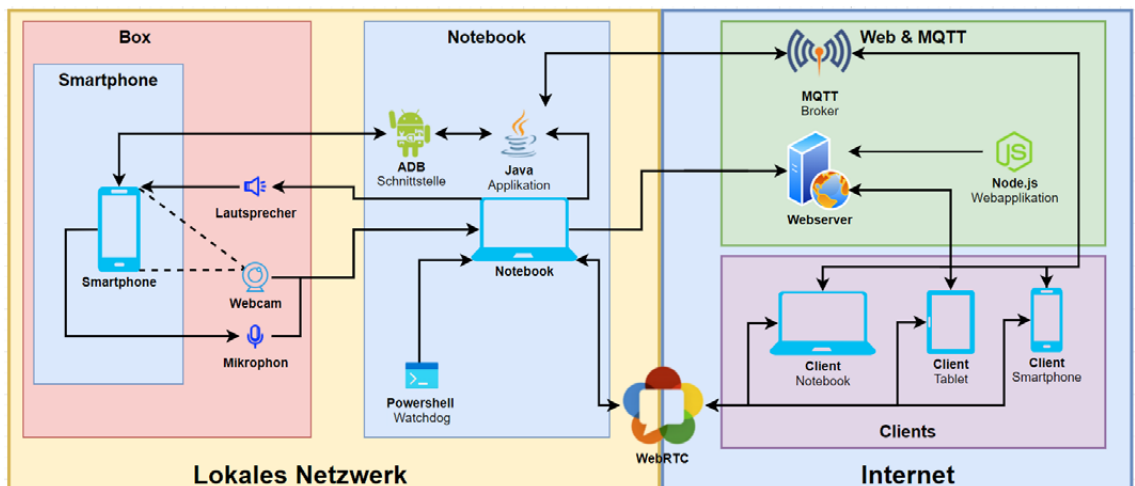 Box
Smartphone
Smartphone
Lautsprecher
Webcam
Mikrophon
Notebook
ADB
Schnittstelle
Java
Applikation
Notebook
Powershell
Watchdog
Lokales Netzwerk
WebRTC
Web & MQTT
MQTT
Broker
Webserver
JS
Node.js
Webapplikation
Client
Notebook
Client
Tablet
Client
Smartphone
Clients
Internet